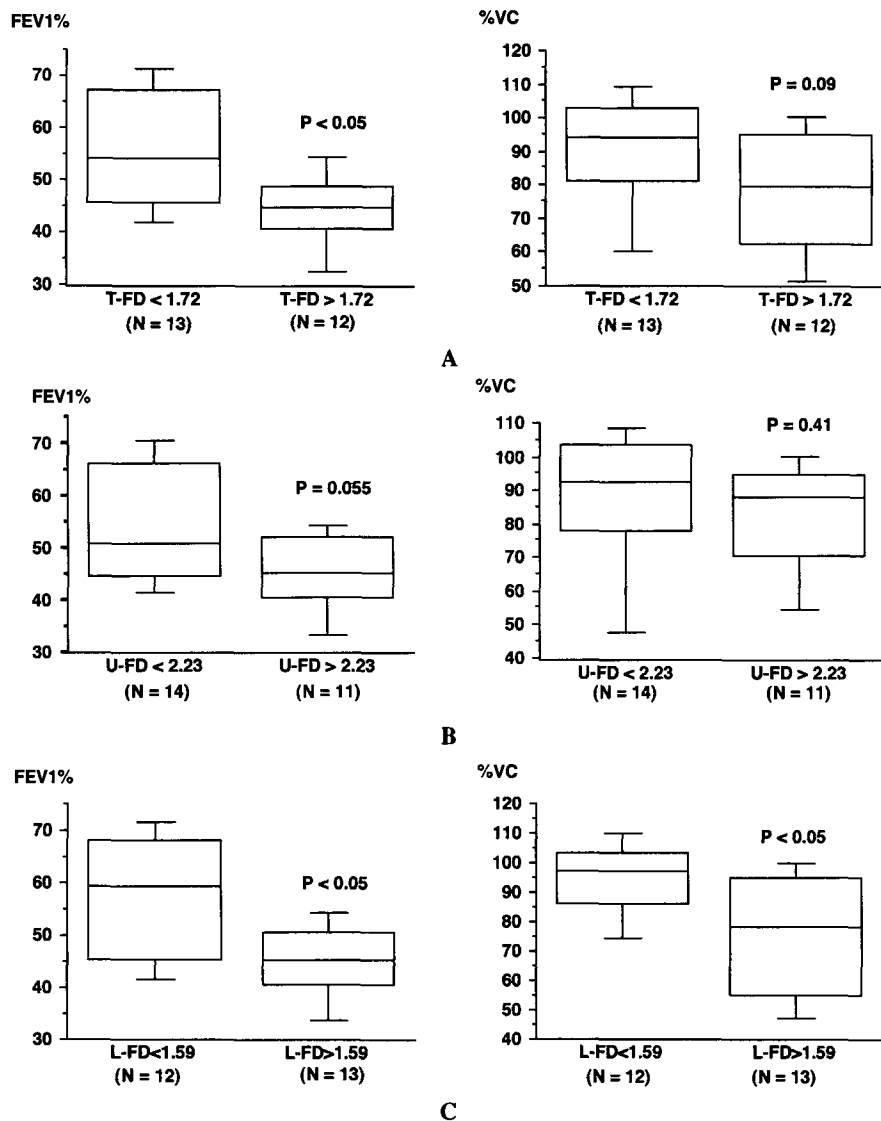 FEV1%
70
60
50
40
30
P < 0.05
T-FD < 1.72
(N = 13)
T-FD > 1.72
(N = 12)
%VC
120
110
100
90
80
70
60
50
P = 0.09
T-FD < 1.72
(N = 13)
T-FD > 1.72
(N = 12)
A
FEV1%
70
60
50
40
30
P = 0.055
U-FD < 2.23
(N = 14)
U-FD > 2.23
(N = 11)
%VC
110
100
90
80
70
60
50
40
P = 0.41
U-FD < 2.23
(N = 14)
U-FD > 2.23
(N = 11)
B
FEV1%
70
60
50
40
30
P < 0.05
L-FD<1.59
(N = 12)
L-FD>1.59
(N = 13)
%VC
120
110
100
90
80
70
60
50
40
P < 0.05
L-FD<1.59
(N = 12)
L-FD>1.59
(N = 13)
C